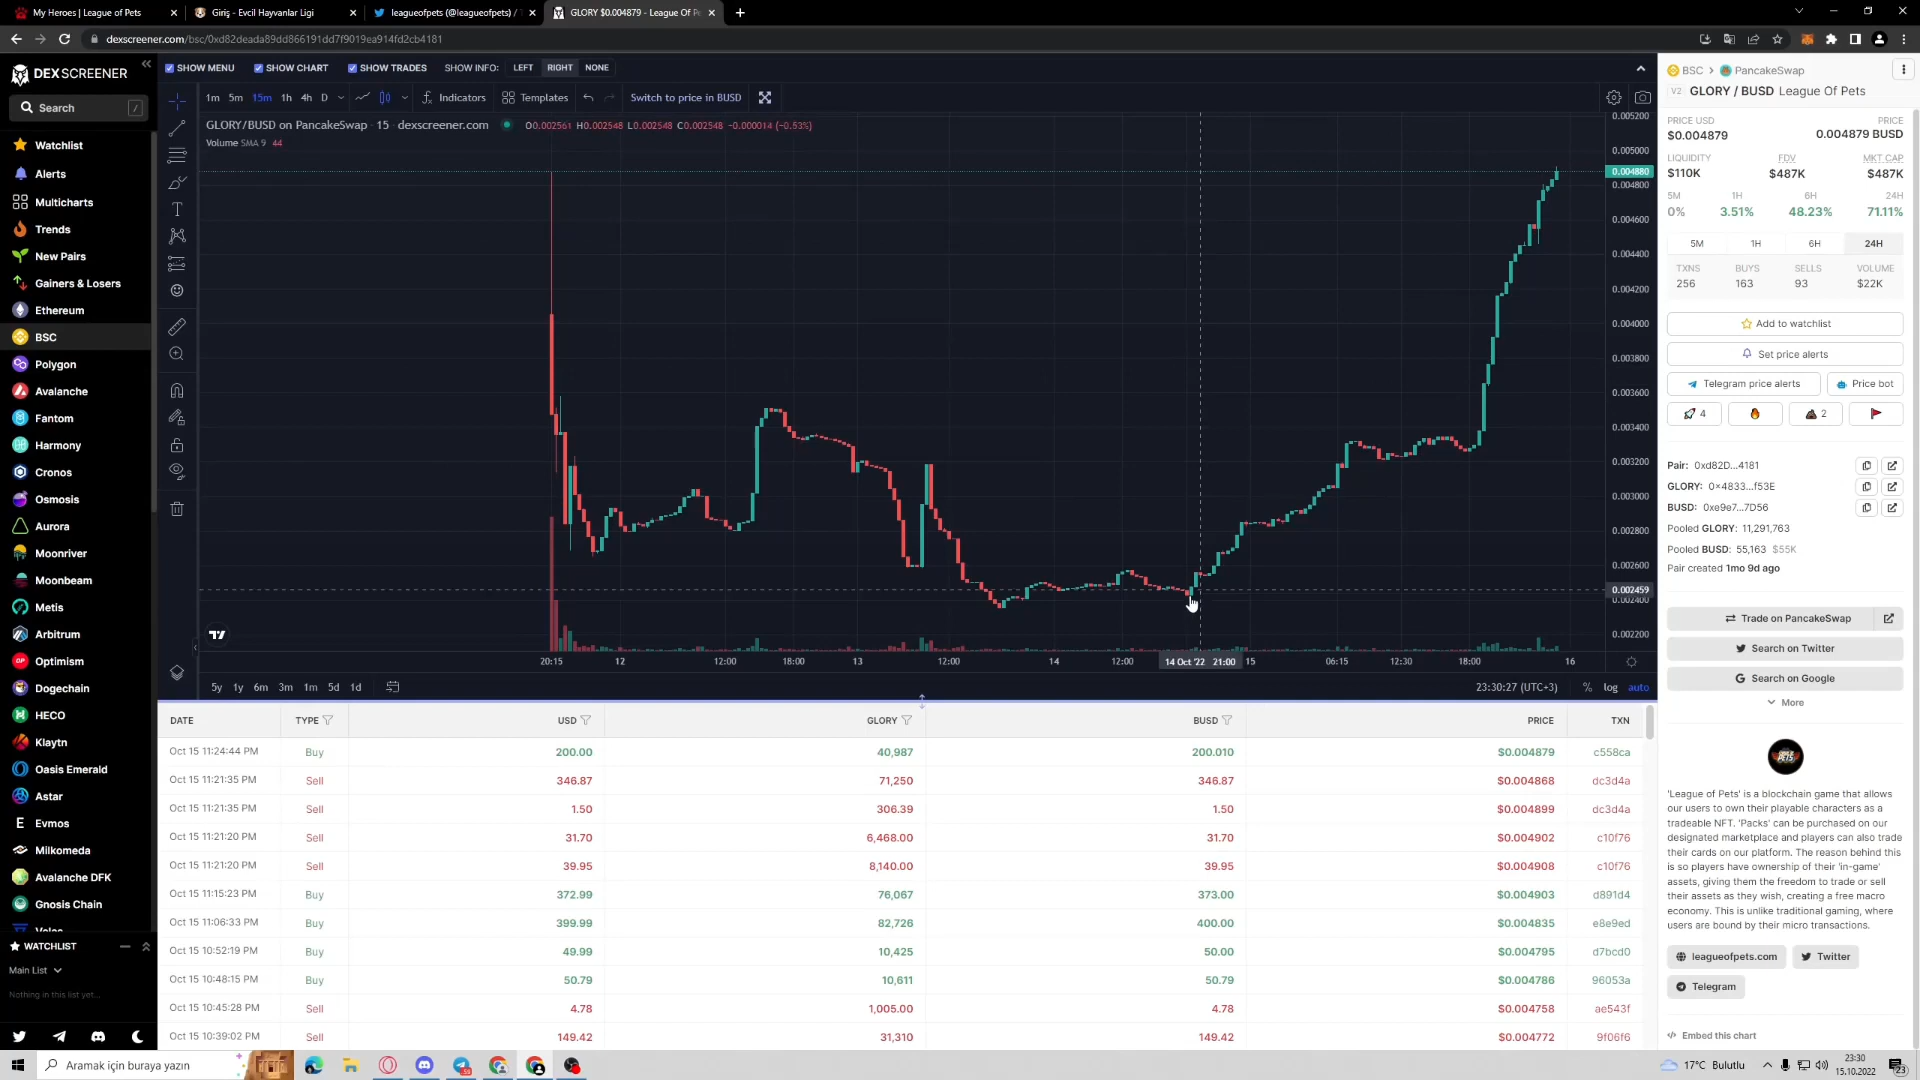 My Heroes | League of Pets
Giriş - Evcil Hayvanlar Ligi
leagueofpets (@leagueofpets) / T
GLORY $0.004879 - League Of Pe
dexscreener.com/bsc/0xd82deada89dd866191dd7f9019ea914fd2cb4181
DEX SCREENER
Search /
Watchlist
Alerts
Multicharts
Trends
New Pairs
Gainers & Losers
Ethereum
BSC
Polygon
Avalanche
Fantom
Harmony
Cronos
Osmosis
Aurora
Moonriver
Moonbeam
Metis
Arbitrum
Optimism
Dogechain
HECO
Klaytn
Oasis Emerald
Astar
Evmos
Milkomeda
Avalanche DFK
Gnosis Chain
Velas
WATCHLIST
Main List
Nothing in this list yet...
SHOW MENU SHOW CHART SHOW TRADES SHOW INFO: LEFT RIGHT NONE
1m 5m 15m 1h 4h D Indicators Templates Switch to price in BUSD
GLORY/BUSD on PancakeSwap · 15 · dexscreener.com O0.002561 H0.002548 L0.002548 C0.002548 -0.000014 (-0.53%)
Volume SMA 9 44
0.005200
0.005000
0.004880
0.004800
0.004600
0.004400
0.004200
0.004000
0.003800
0.003600
0.003400
0.003200
0.003000
0.002800
0.002600
0.002459
0.002400
0.002200
20:15 12 12:00 18:00 13 12:00 14 12:00 14 Oct '22 21:00 15 06:15 12:30 18:00 16
5y 1y 6m 3m 1m 5d 1d 23:30:27 (UTC+3) % log auto
DATE TYPE USD GLORY BUSD PRICE TXN
Oct 15 11:24:44 PM Buy 200.00 40,987 200.010 $0.004879 c558ca
Oct 15 11:21:35 PM Sell 346.87 71,250 346.87 $0.004868 dc3d4a
Oct 15 11:21:35 PM Sell 1.50 306.39 1.50 $0.004899 dc3d4a
Oct 15 11:21:20 PM Sell 31.70 6,468.00 31.70 $0.004902 c10f76
Oct 15 11:21:20 PM Sell 39.95 8,140.00 39.95 $0.004908 c10f76
Oct 15 11:15:23 PM Buy 372.99 76,067 373.00 $0.004903 d891d4
Oct 15 11:06:33 PM Buy 399.99 82,726 400.00 $0.004835 e8e9ed
Oct 15 10:52:19 PM Buy 49.99 10,425 50.00 $0.004795 d7bcd0
Oct 15 10:48:15 PM Buy 50.79 10,611 50.79 $0.004786 96053a
Oct 15 10:45:28 PM Sell 4.78 1,005.00 4.78 $0.004758 ae543f
Oct 15 10:39:02 PM Sell 149.42 31,310 149.42 $0.004772 9f06f6
BSC > PancakeSwap
V2 GLORY / BUSD League Of Pets
PRICE USD PRICE
$0.004879 0.004879 BUSD
LIQUIDITY FDV MKT CAP
$110K $487K $487K
5M 1H 6H 24H
0% 3.51% 48.23% 71.11%
5M 1H 6H 24H
TXNS BUYS SELLS VOLUME
256 163 93 $22K
Add to watchlist
Set price alerts
Telegram price alerts Price bot
4 2
Pair: 0xd82D...4181
GLORY: 0x4833...f53E
BUSD: 0xe9e7...7D56
Pooled GLORY: 11,291,763
Pooled BUSD: 55,163 $55K
Pair created 1mo 9d ago
Trade on PancakeSwap
Search on Twitter
Search on Google
More
'League of Pets' is a blockchain game that allows
our users to own their playable characters as a
tradeable NFT. 'Packs' can be purchased on our
designated marketplace and players can also trade
their cards on our platform. The reason behind this
is so players have ownership of their 'in-game'
assets, giving them the freedom to trade or sell
their assets as they wish, creating a free macro
economy. This is unlike traditional gaming, where
users are bound by their micro transactions.
leagueofpets.com Twitter
Telegram
Embed this chart
Aramak için buraya yazın
17°C Bulutlu
23:30
15.10.2022
23